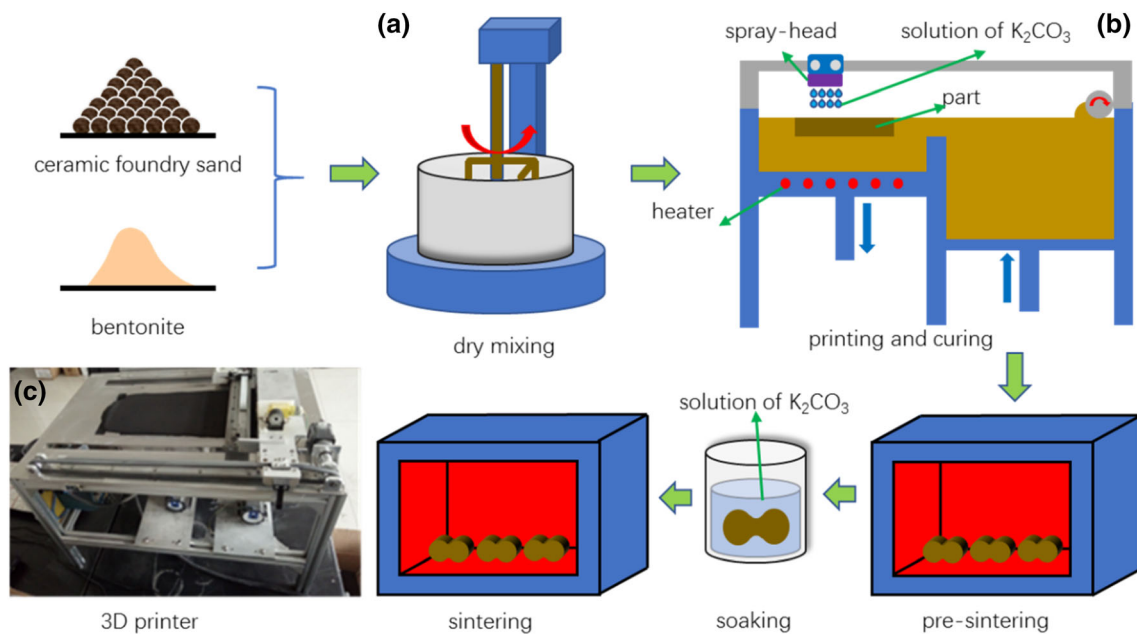 (a)
spray-head
solution of K₂CO₃
(b)
part
ceramic foundry sand
heater
bentonite
dry mixing
printing and curing
(c)
solution of K₂CO₃
3D printer
sintering
soaking
pre-sintering